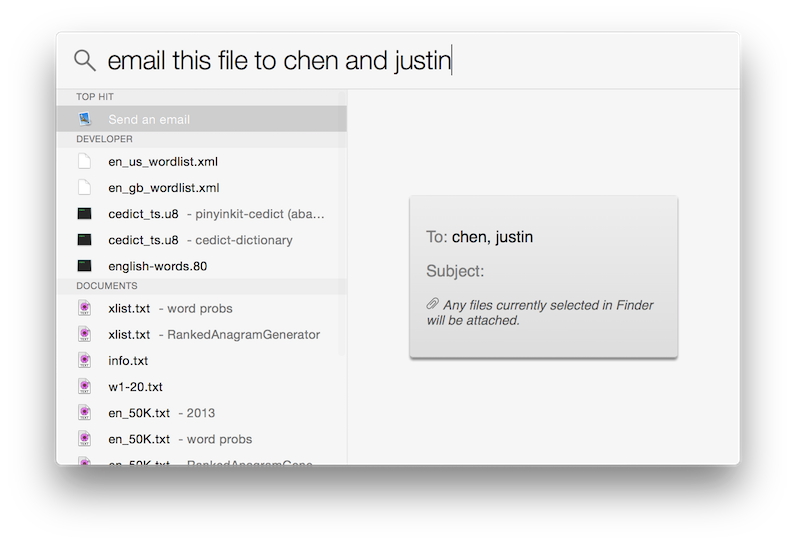 email this file to chen and justin
TOP HIT
Send an email
DEVELOPER
en_us_wordlist.xml
en_gb_wordlist.xml
cedict_ts.u8 - pinyinkit-cedict (aba…
cedict_ts.u8 - cedict-dictionary
english-words.80
DOCUMENTS
xlist.txt - word probs
xlist.txt - RankedAnagramGenerator
info.txt
w1-20.txt
en_50K.txt - 2013
en_50K.txt - word probs
en_50K.txt - RankedAnagramGene…
To: chen, justin
Subject:
Any files currently selected in Finder
will be attached.